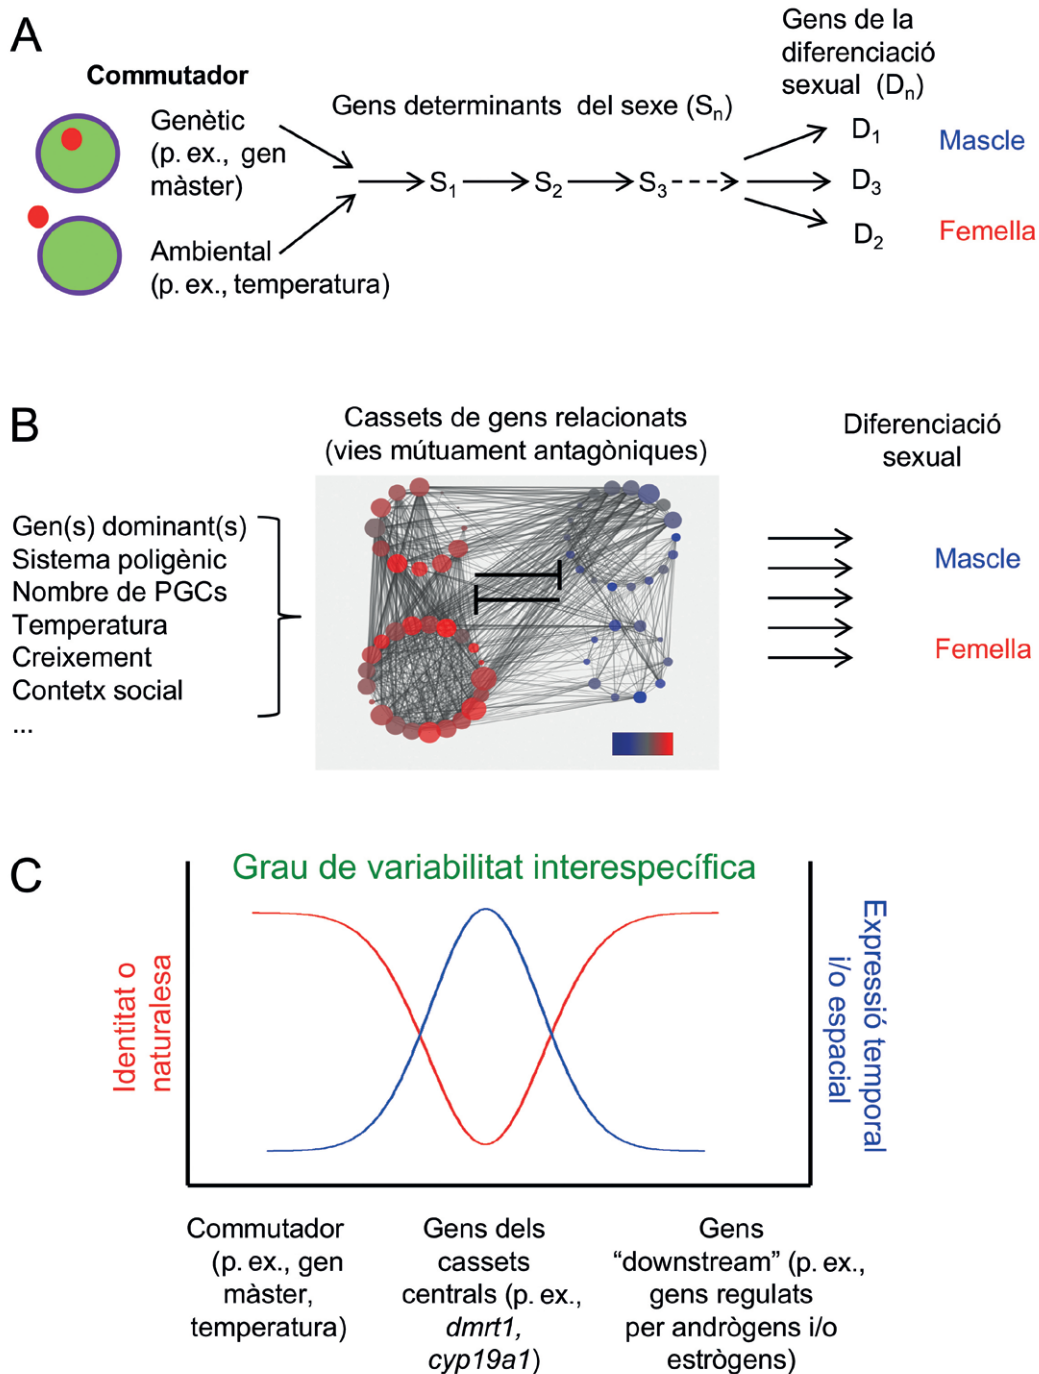 A
Commutador
Genètic
(p. ex., gen
màster)
Ambiental
(p. ex., temperatura)
Gens determinants del sexe (Sn)
S1
S2
S3
Gens de la
diferenciació
sexual (Dn)
D1
D3
D2
Mascle
Femella
B
Gen(s) dominant(s)
Sistema poligènic
Nombre de PGCs
Temperatura
Creixement
Contetx social
...
Cassets de gens relacionats
(vies mútuament antagòniques)
Diferenciació
sexual
Mascle
Femella
C
Grau de variabilitat interespecífica
Identitat o
naturalesa
Expressió temporal
i/o espacial
Commutador
(p. ex., gen
màster,
temperatura)
Gens dels
cassets
centrals (p. ex.,
dmrt1,
cyp19a1)
Gens
“downstream” (p. ex.,
gens regulats
per andrògens i/o
estrògens)